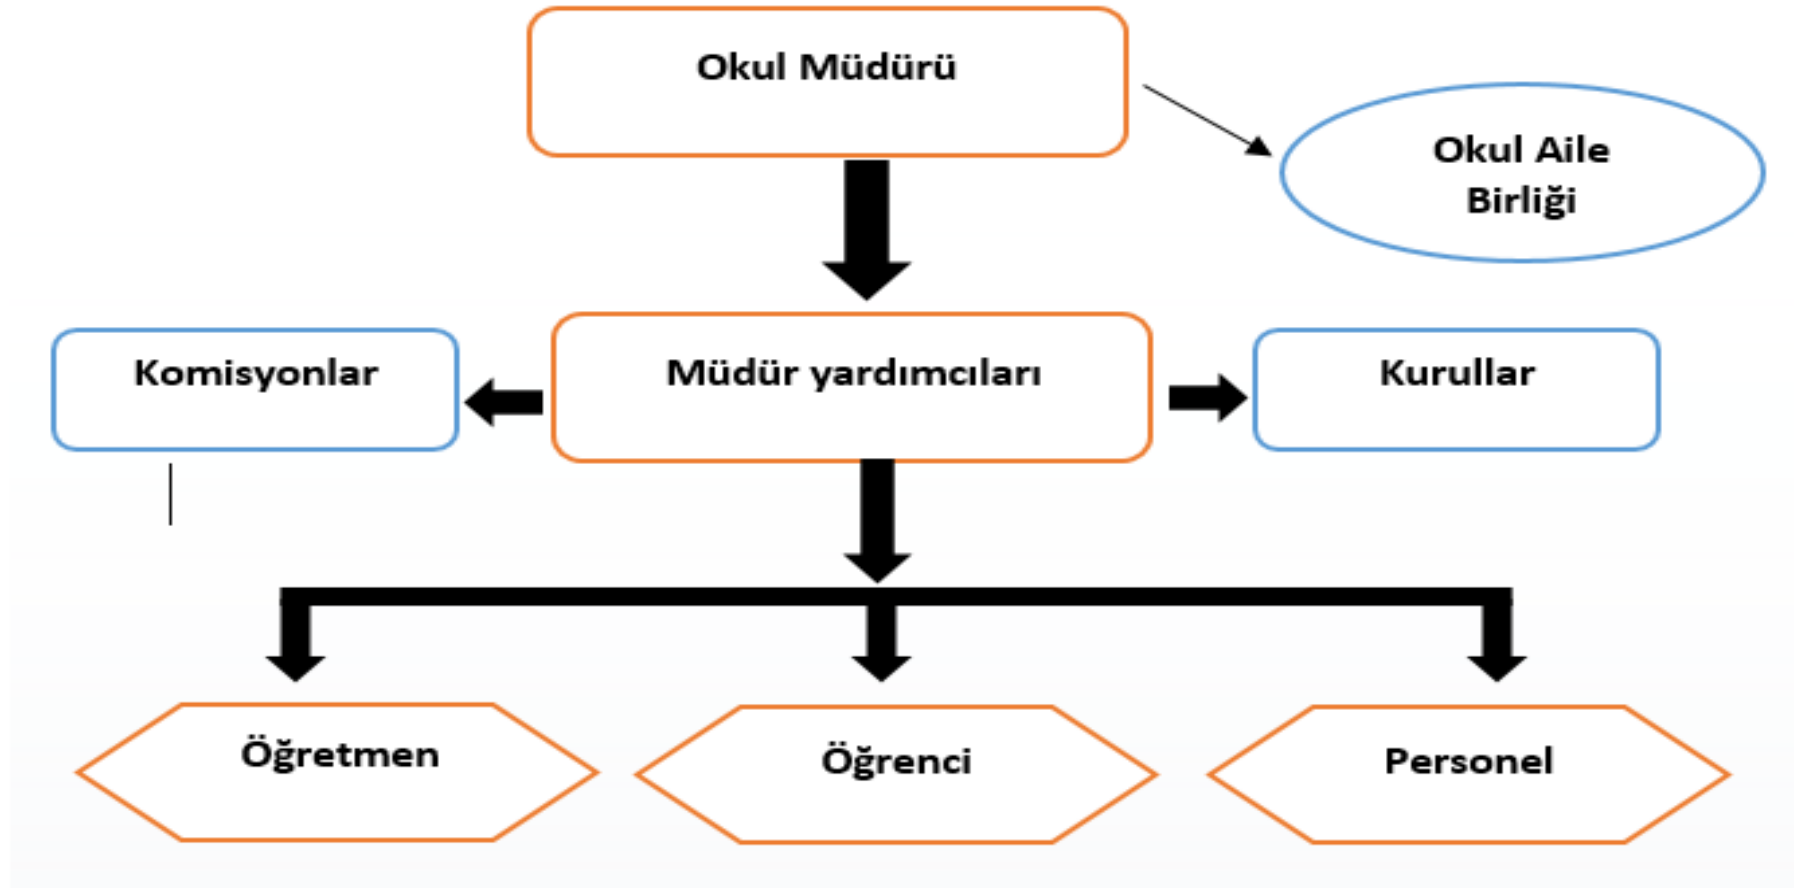 Okul Müdürü
Okul Aile
Birliği
Komisyonlar
Müdür yardımcıları
Kurullar
Öğretmen
Öğrenci
Personel